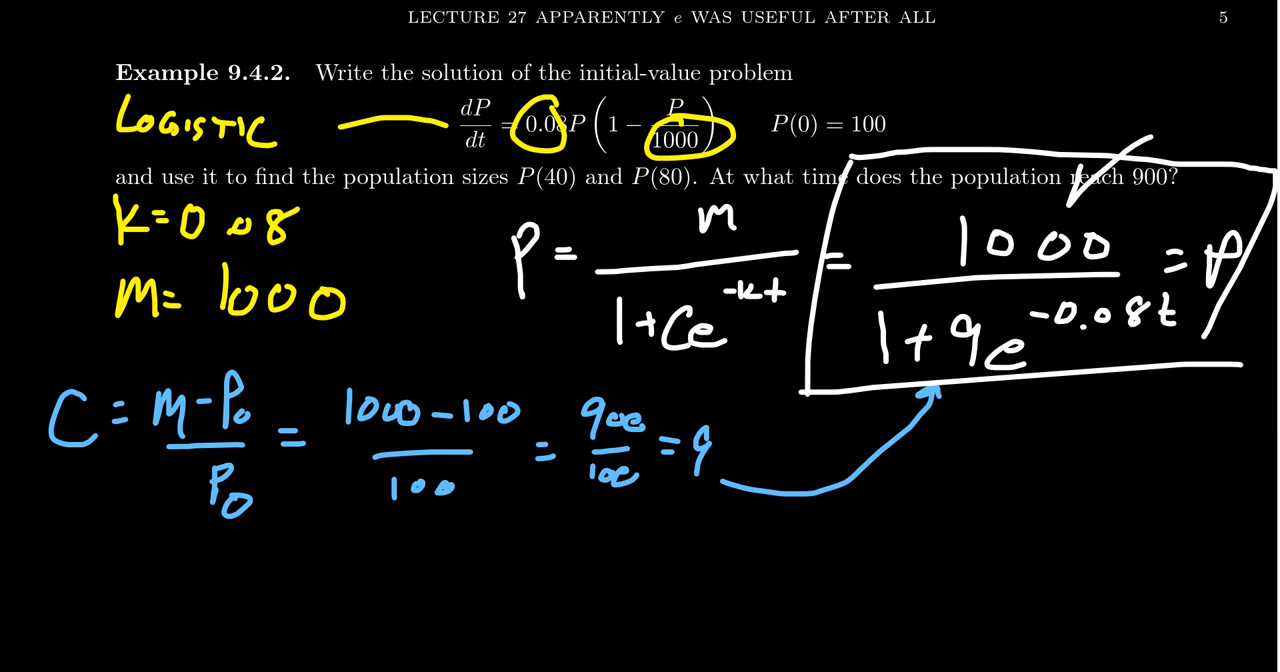 LECTURE 27 APPARENTLY e WAS USEFUL AFTER ALL 5
Example 9.4.2. Write the solution of the initial-value problem
LOGISTIC dP/dt = 0.08P (1 − P/1000) P(0) = 100
and use it to find the population sizes P(40) and P(80). At what time does the population reach 900?
K=0.08
M=1000
P = M/(1+Ce^(-kt)) = 1000/(1+9e^(-0.08t)) = P
C = (M-P₀)/P₀ = (1000-100)/100 = 900/100 = 9